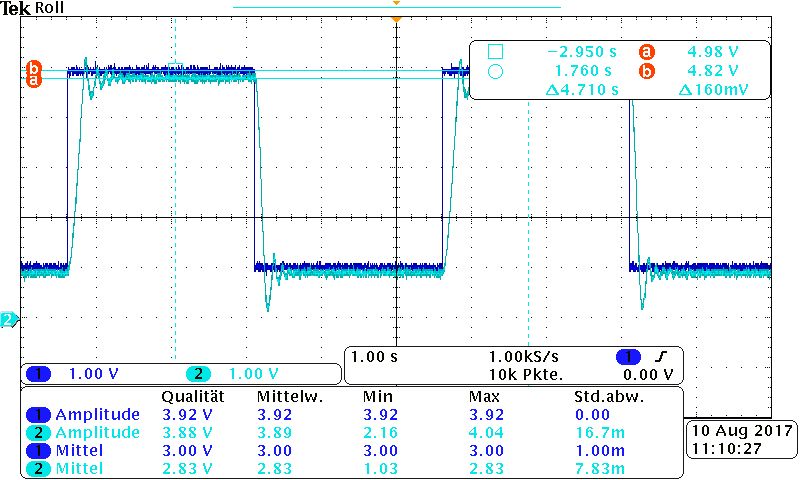 Tek Roll
b
a
−2.950 s a 4.98 V
1.760 s b 4.82 V
Δ4.710 s Δ160mV
2
1 1.00 V 2 1.00 V
1.00 s 1.00kS/s 1
10k Pkte. 0.00 V
Qualität Mittelw. Min Max Std.abw.
1 Amplitude 3.92 V 3.92 3.92 3.92 0.00
2 Amplitude 3.88 V 3.89 2.16 4.04 16.7m
1 Mittel 3.00 V 3.00 3.00 3.00 1.00m
2 Mittel 2.83 V 2.83 1.03 2.83 7.83m
10 Aug 2017
11:10:27